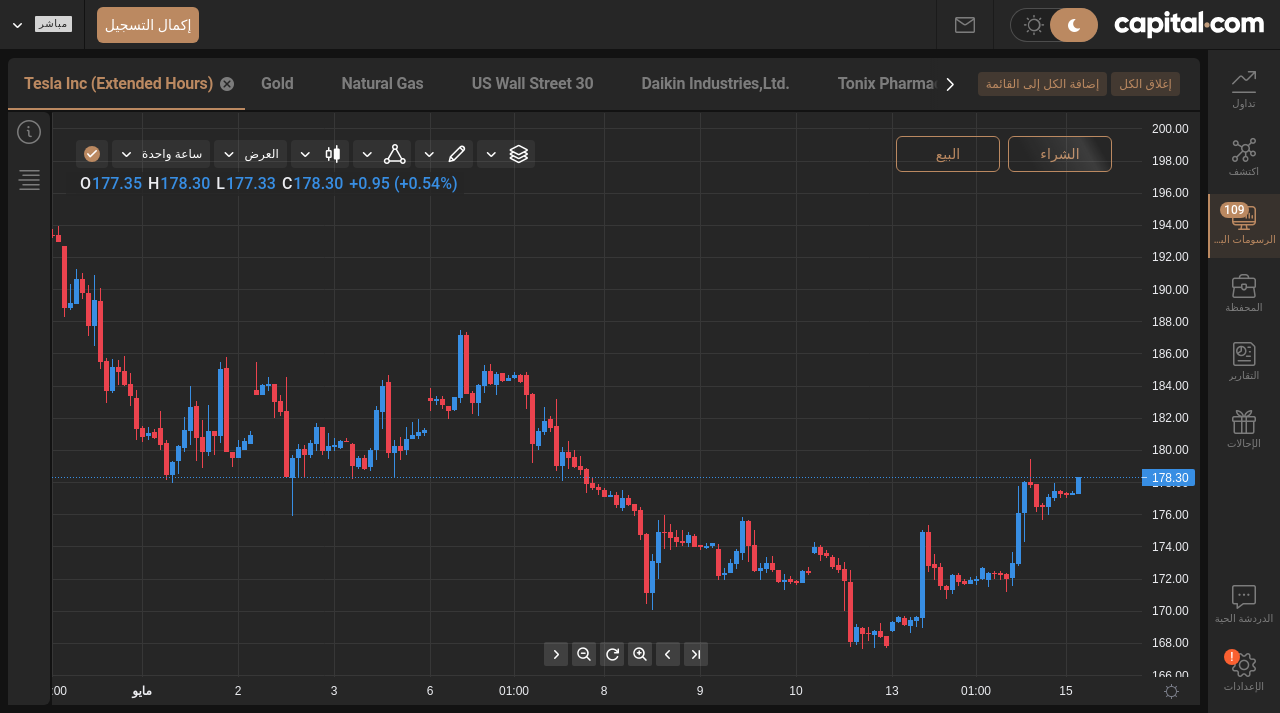 capital.com
إكمال التسجيل
مباشر
Tesla Inc (Extended Hours)
Gold
Natural Gas
US Wall Street 30
Daikin Industries,Ltd.
Tonix Pharmac
إضافة الكل إلى القائمة
إغلاق الكل
ساعة واحدة
العرض
البيع
الشراء
O177.35 H178.30 L177.33 C178.30 +0.95 (+0.54%)
200.00
198.00
196.00
194.00
192.00
190.00
188.00
186.00
184.00
182.00
180.00
178.30
178.00
176.00
174.00
172.00
170.00
168.00
166.00
:00
مايو
2
3
6
01:00
8
9
10
13
01:00
15
تداول
اكتشف
109
الرسومات الب...
المحفظة
التقارير
الإحالات
الدردشة الحية
!
الإعدادات